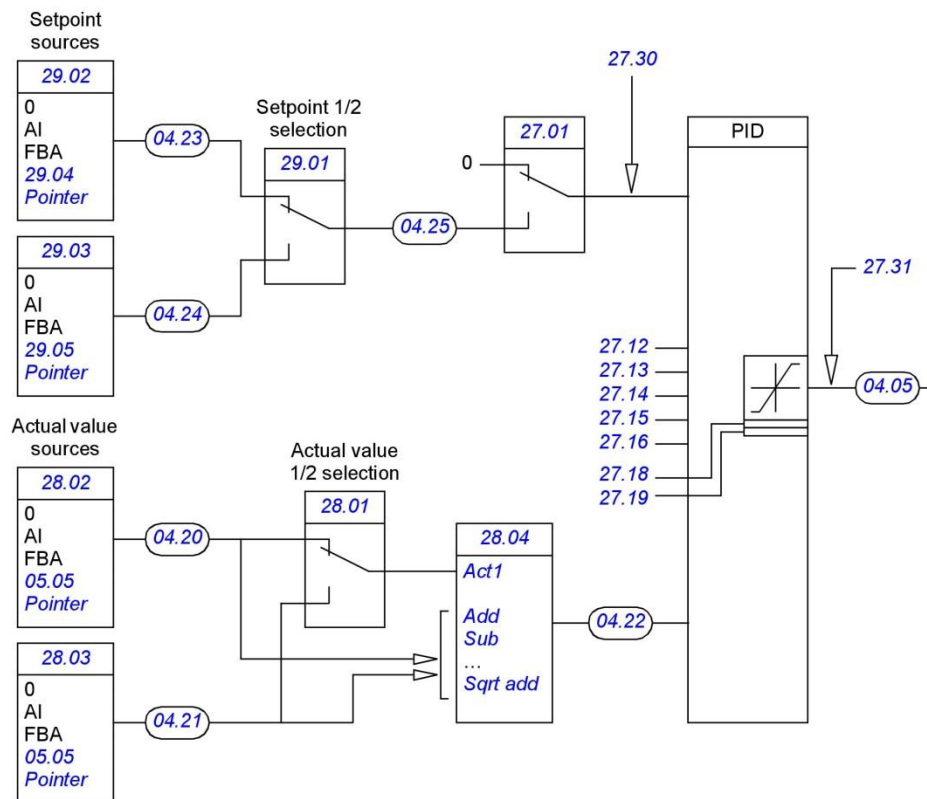 Setpoint
sources
29.02
0
AI
FBA
29.04
Pointer
04.23
29.03
0
AI
FBA
29.05
Pointer
04.24
Setpoint 1/2
selection
29.01
04.25
27.01
0
27.30
PID
27.31
27.12
27.13
27.14
27.15
27.16
27.18
27.19
04.05
Actual value
sources
28.02
0
AI
FBA
05.05
Pointer
04.20
28.03
0
AI
FBA
05.05
Pointer
04.21
Actual value
1/2 selection
28.01
28.04
Act1
Add
Sub
...
Sqrt add
04.22